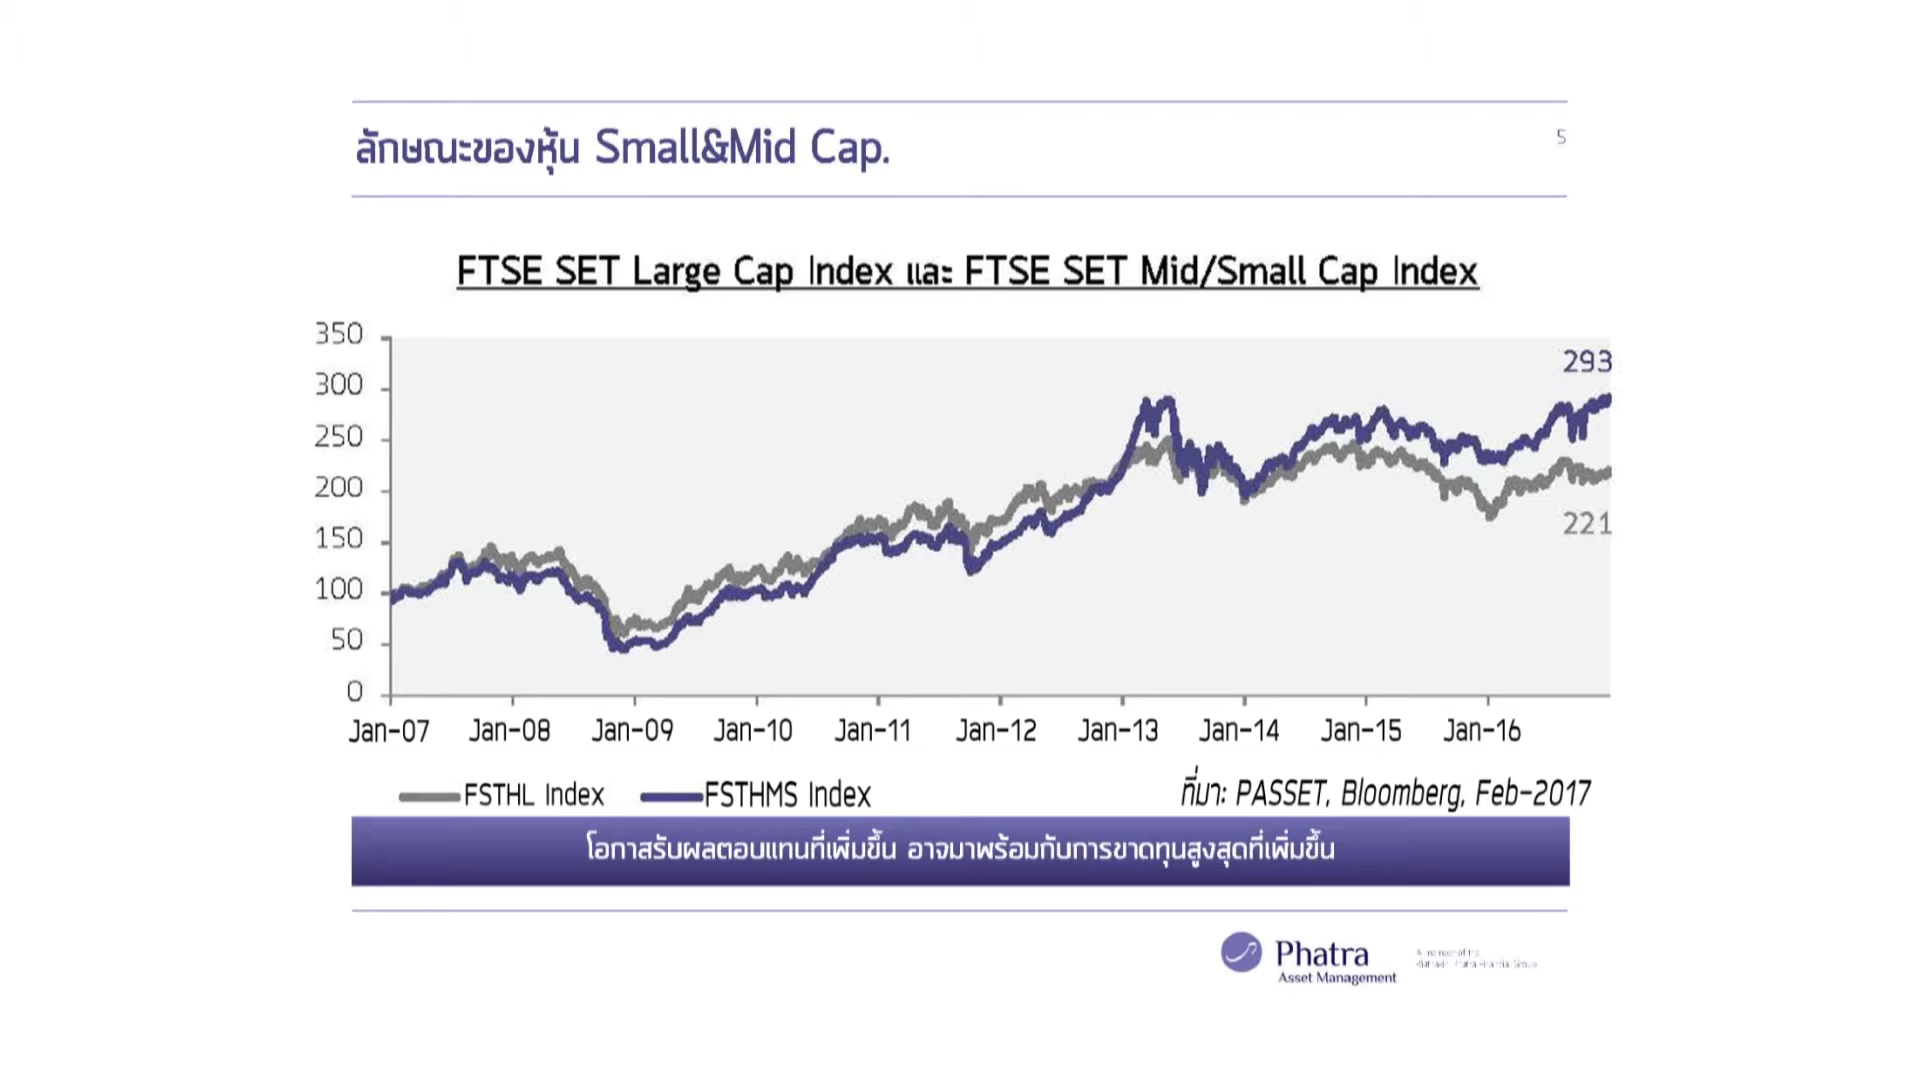 ลักษณะของหุ้น Small&Mid Cap.
5
FTSE SET Large Cap Index และ FTSE SET Mid/Small Cap Index
350
300
250
200
150
100
50
0
293
221
Jan-07 Jan-08 Jan-09 Jan-10 Jan-11 Jan-12 Jan-13 Jan-14 Jan-15 Jan-16
FSTHL Index FSTHMS Index
ที่มา: PASSET, Bloomberg, Feb-2017
โอกาสรับผลตอบแทนที่เพิ่มขึ้น อาจมาพร้อมกับการขาดทุนสูงสุดที่เพิ่มขึ้น
Phatra
Asset Management